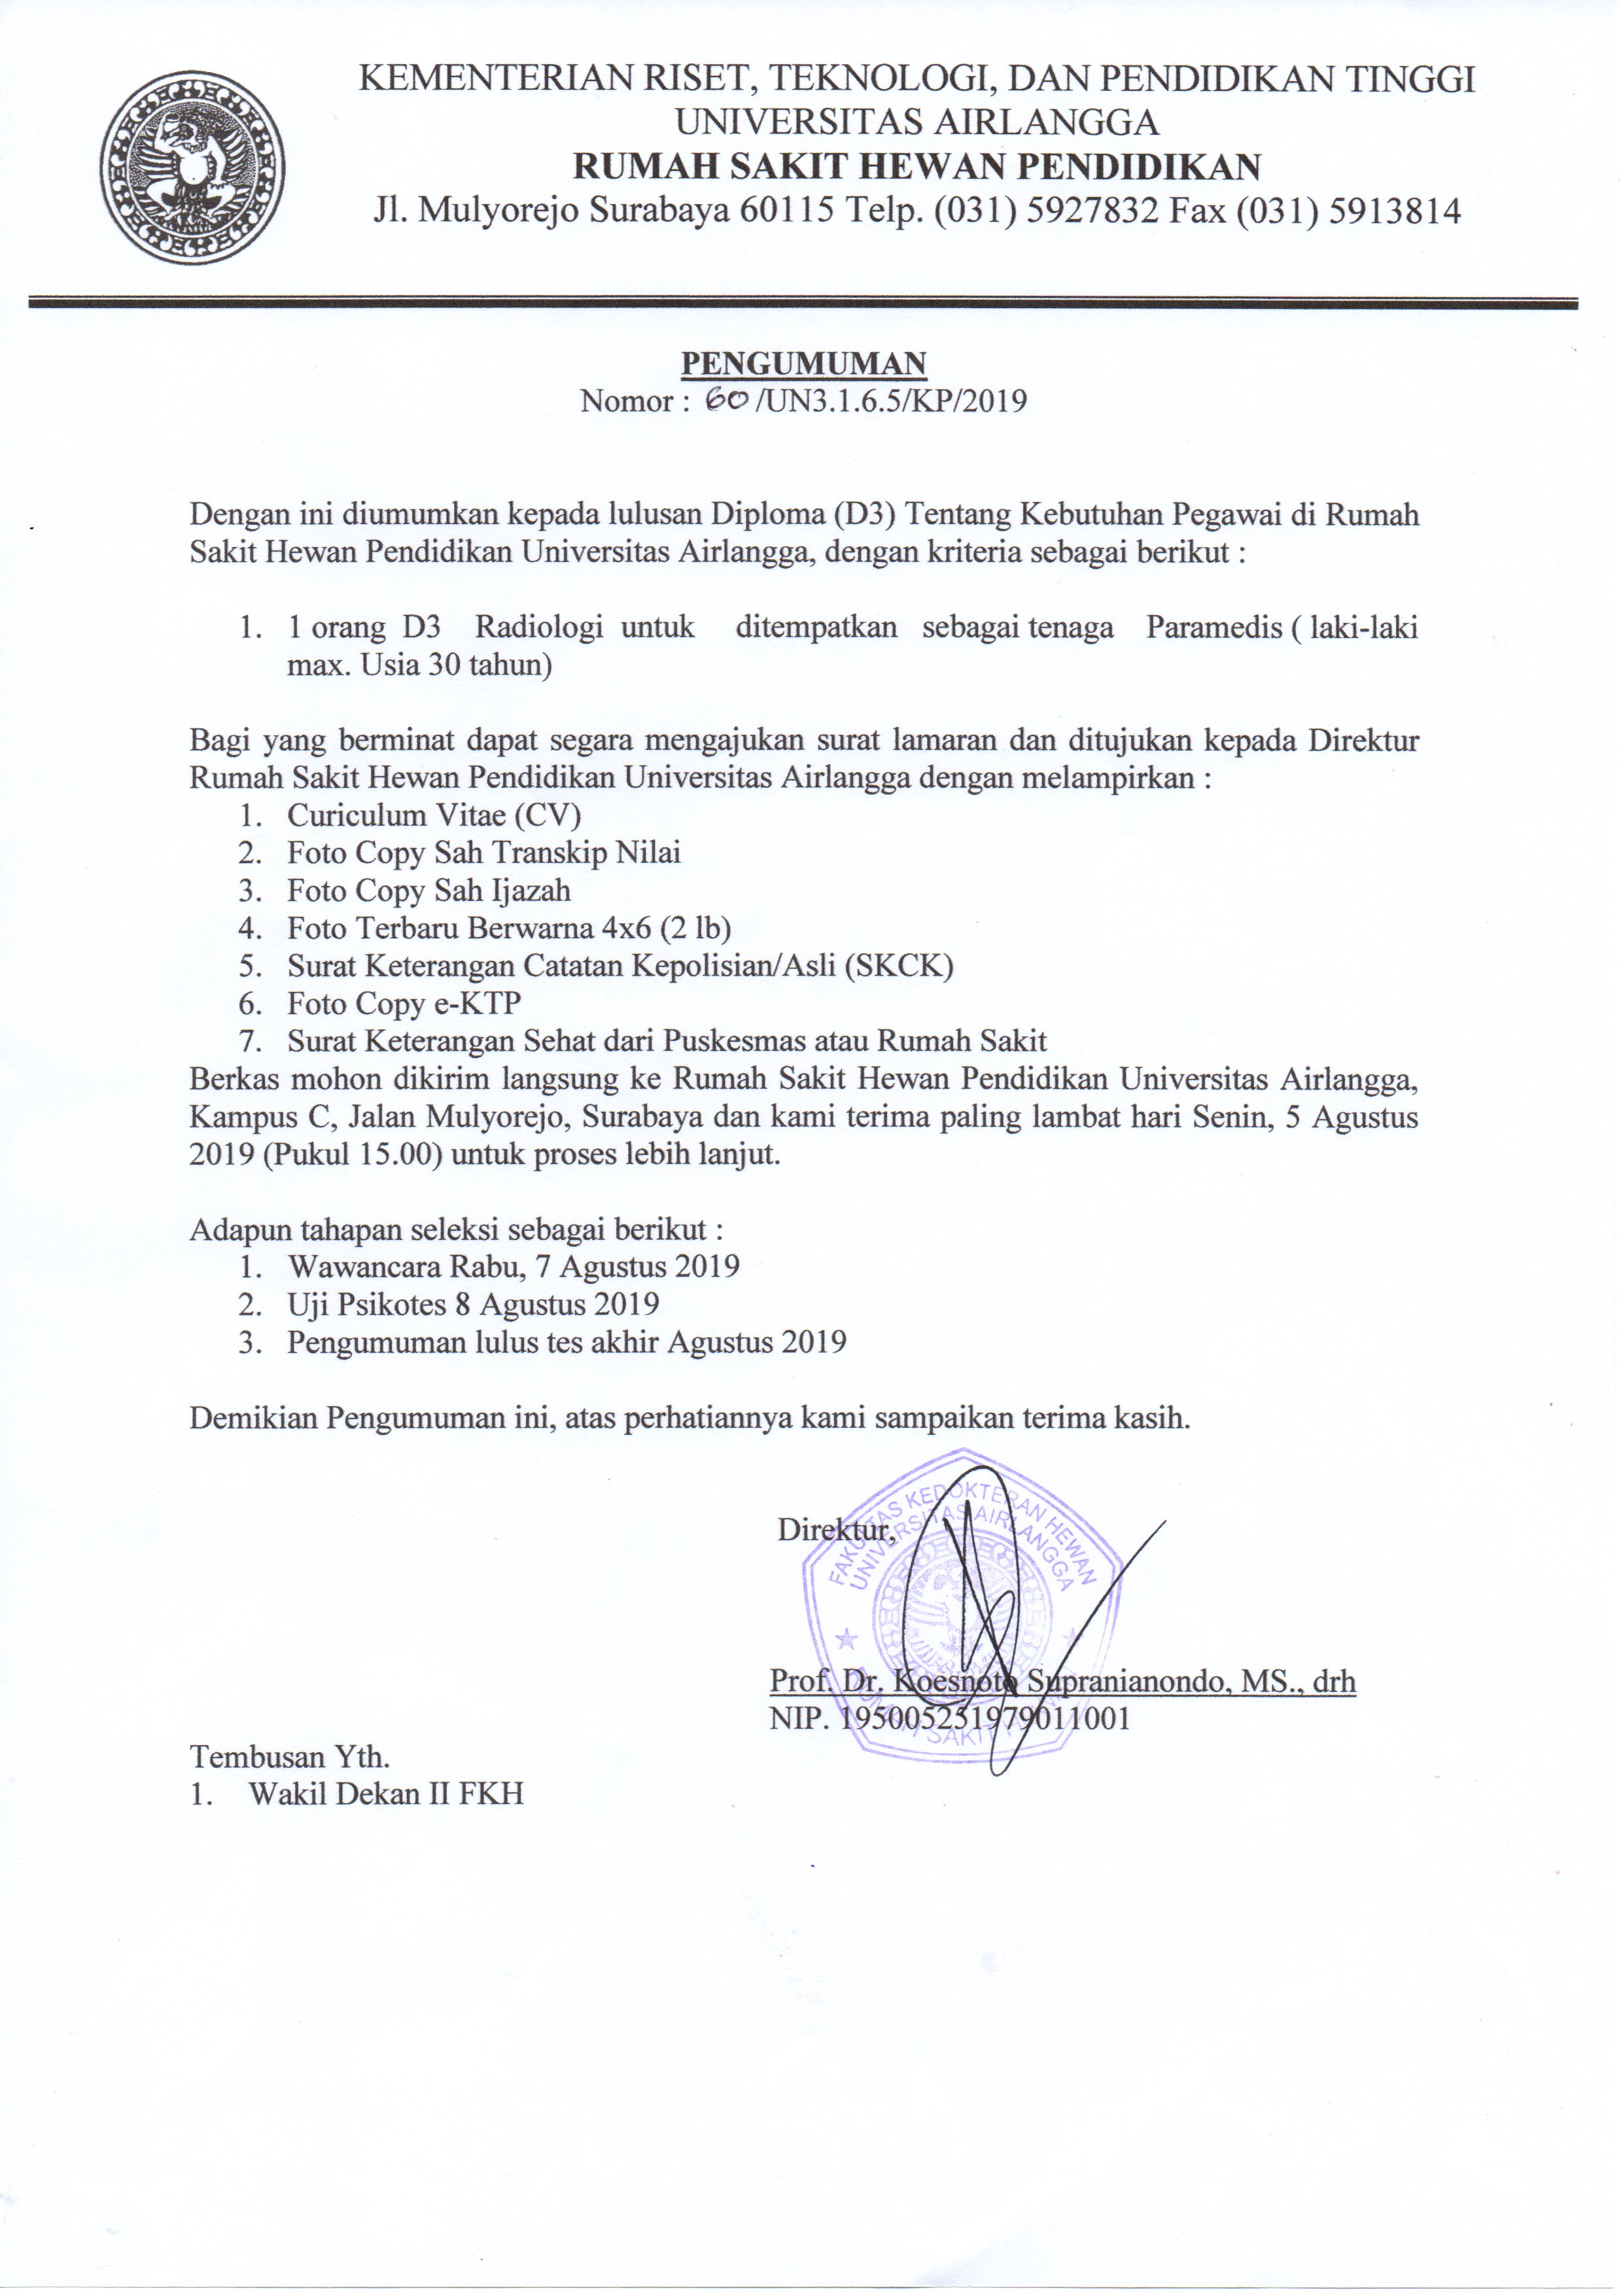 KEMENTERIAN RISET, TEKNOLOGI, DAN PENDIDIKAN TINGGI
UNIVERSITAS AIRLANGGA
RUMAH SAKIT HEWAN PENDIDIKAN
Jl. Mulyorejo Surabaya 60115 Telp. (031) 5927832 Fax (031) 5913814
PENGUMUMAN
Nomor : 60 /UN3.1.6.5/KP/2019
Dengan ini diumumkan kepada lulusan Diploma (D3) Tentang Kebutuhan Pegawai di Rumah
Sakit Hewan Pendidikan Universitas Airlangga, dengan kriteria sebagai berikut :
1. 1 orang D3 Radiologi untuk ditempatkan sebagai tenaga Paramedis ( laki-laki
max. Usia 30 tahun)
Bagi yang berminat dapat segara mengajukan surat lamaran dan ditujukan kepada Direktur
Rumah Sakit Hewan Pendidikan Universitas Airlangga dengan melampirkan :
1. Curiculum Vitae (CV)
2. Foto Copy Sah Transkip Nilai
3. Foto Copy Sah Ijazah
4. Foto Terbaru Berwarna 4x6 (2 lb)
5. Surat Keterangan Catatan Kepolisian/Asli (SKCK)
6. Foto Copy e-KTP
7. Surat Keterangan Sehat dari Puskesmas atau Rumah Sakit
Berkas mohon dikirim langsung ke Rumah Sakit Hewan Pendidikan Universitas Airlangga,
Kampus C, Jalan Mulyorejo, Surabaya dan kami terima paling lambat hari Senin, 5 Agustus
2019 (Pukul 15.00) untuk proses lebih lanjut.
Adapun tahapan seleksi sebagai berikut :
1. Wawancara Rabu, 7 Agustus 2019
2. Uji Psikotes 8 Agustus 2019
3. Pengumuman lulus tes akhir Agustus 2019
Demikian Pengumuman ini, atas perhatiannya kami sampaikan terima kasih.
Direktur,
FAKULTAS KEDOKTERAN HEWAN
UNIVERSITAS AIRLANGGA
Prof. Dr. Koesnoto Supranianondo, MS., drh
NIP. 195005251979011001
RUMAH SAKIT
Tembusan Yth.
1. Wakil Dekan II FKH